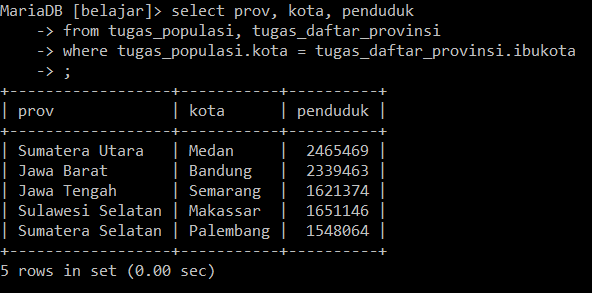 MariaDB [belajar]> select prov, kota, penduduk
    -> from tugas_populasi, tugas_daftar_provinsi
    -> where tugas_populasi.kota = tugas_daftar_provinsi.ibukota
    -> ;
+------------------+-----------+----------+
| prov             | kota      | penduduk |
+------------------+-----------+----------+
| Sumatera Utara   | Medan     |  2465469 |
| Jawa Barat       | Bandung   |  2339463 |
| Jawa Tengah      | Semarang  |  1621374 |
| Sulawesi Selatan | Makassar  |  1651146 |
| Sumatera Selatan | Palembang |  1548064 |
+------------------+-----------+----------+
5 rows in set (0.00 sec)